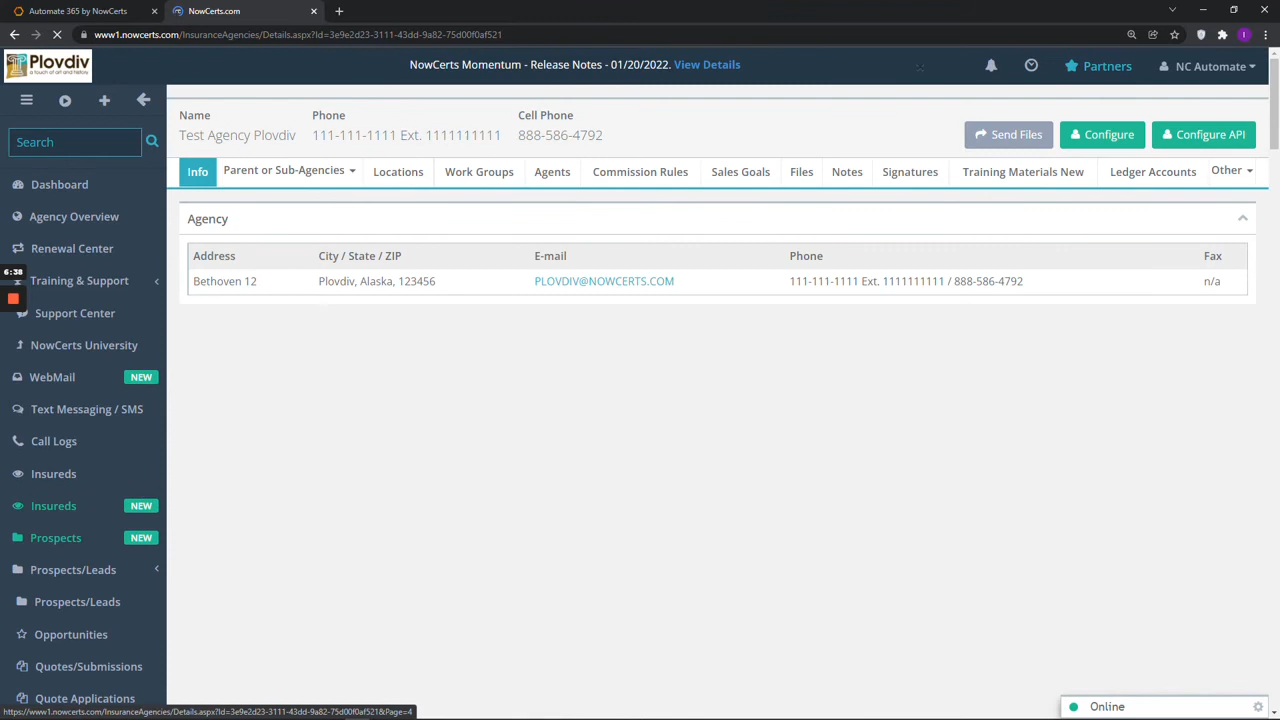 Automate 365 by NowCerts
NowCerts.com
www1.nowcerts.com/InsuranceAgencies/Details.aspx?Id=3e9e2d23-3111-43dd-9a82-75d00f0af521
I
Plovdiv
a touch of art and history
NowCerts Momentum - Release Notes - 01/20/2022. View Details
Partners
NC Automate
Search
Name
Test Agency Plovdiv
Phone
111-111-1111 Ext. 1111111111
Cell Phone
888-586-4792
Send Files
Configure
Configure API
Info
Parent or Sub-Agencies
Locations
Work Groups
Agents
Commission Rules
Sales Goals
Files
Notes
Signatures
Training Materials New
Ledger Accounts
Other
Agency
Address City / State / ZIP E-mail Phone Fax
Bethoven 12 Plovdiv, Alaska, 123456 PLOVDIV@NOWCERTS.COM 111-111-1111 Ext. 1111111111 / 888-586-4792 n/a
Dashboard
Agency Overview
Renewal Center
6:38
Training & Support
Support Center
NowCerts University
WebMail NEW
Text Messaging / SMS
Call Logs
Insureds
Insureds NEW
Prospects NEW
Prospects/Leads
Prospects/Leads
Opportunities
Quotes/Submissions
Quote Applications
https://www1.nowcerts.com/InsuranceAgencies/Details.aspx?Id=3e9e2d23-3111-43dd-9a82-75d00f0af521&Page=4
Online